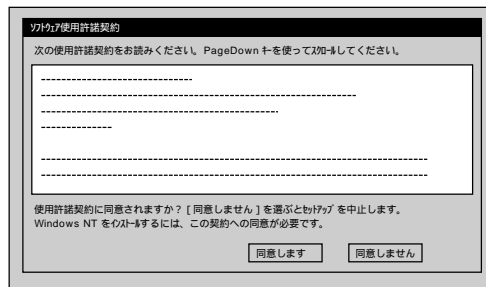 ｿﾌﾄｳｪｱ使用許諾契約
次の使用許諾契約をお読みください。PageDown ｷｰを使ってｽｸﾛｰﾙしてください。
使用許諾契約に同意されますか？ [ 同意しません ] を選ぶとｾｯﾄｱｯﾌﾟを中止します。
Windows NT をｲﾝｽﾄｰﾙするには、この契約への同意が必要です。
同意します
同意しません